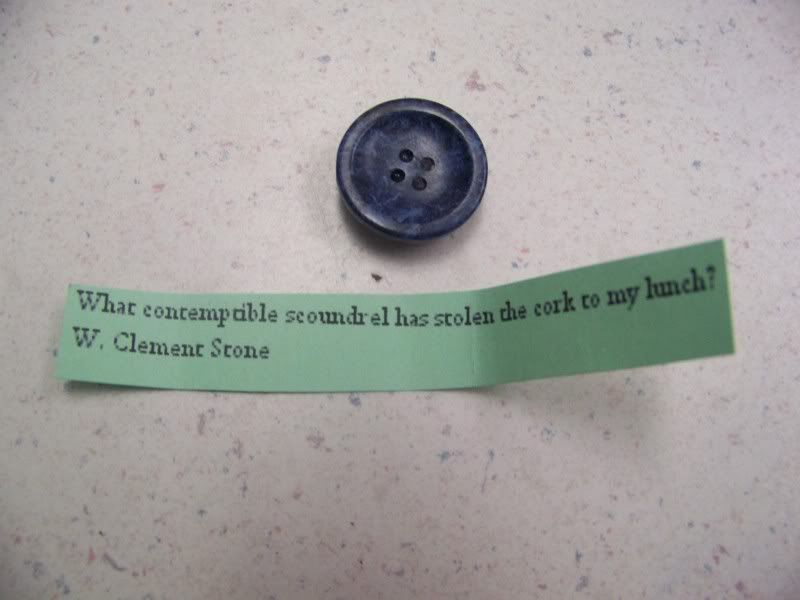 What contemptible scoundrel has stolen the cork to my lunch?
W. Clement Stone